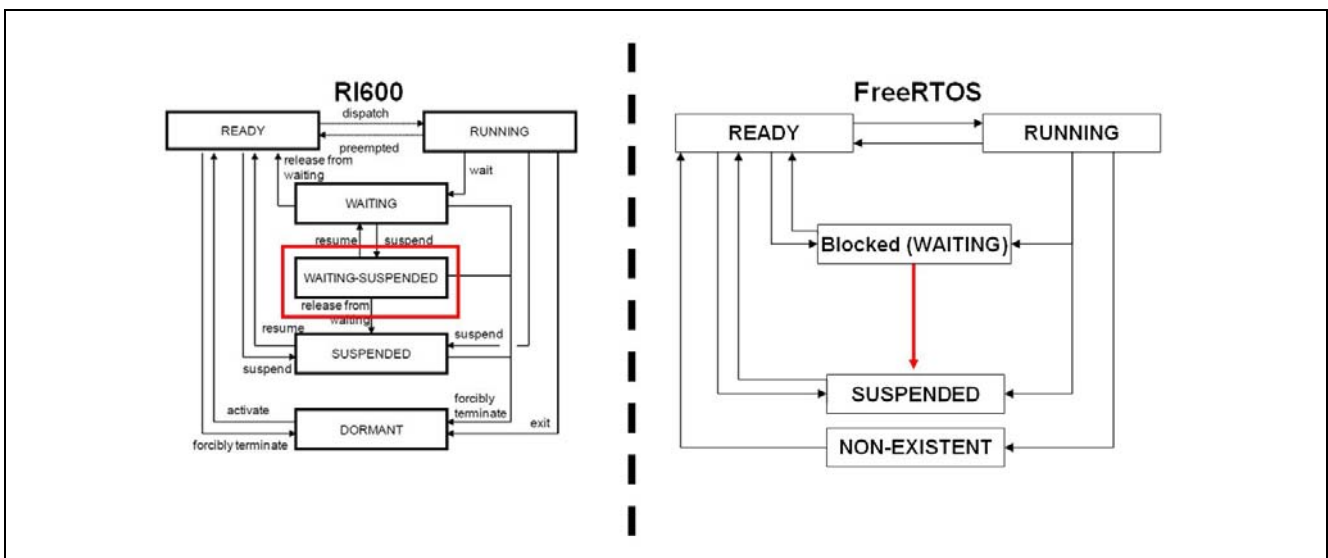 RI600
dispatch
READY
RUNNING
preempted
release from
waiting
wait
WAITING
resume
suspend
WAITING-SUSPENDED
release from
waiting
resume
suspend
SUSPENDED
suspend
forcibly
terminate
activate
DORMANT
exit
forcibly terminate
FreeRTOS
READY
RUNNING
Blocked (WAITING)
SUSPENDED
NON-EXISTENT